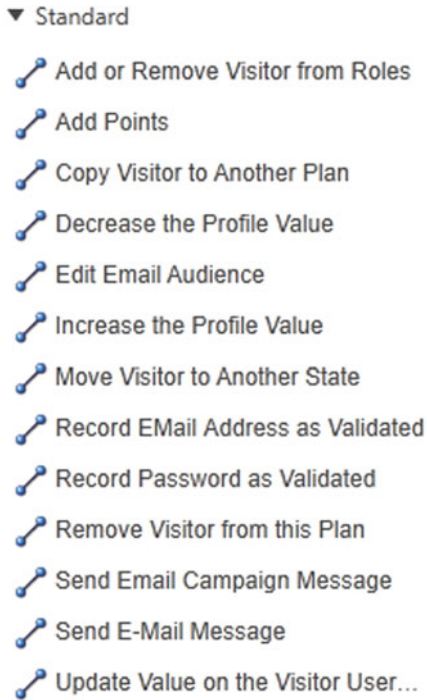 Standard
Add or Remove Visitor from Roles
Add Points
Copy Visitor to Another Plan
Decrease the Profile Value
Edit Email Audience
Increase the Profile Value
Move Visitor to Another State
Record EMail Address as Validated
Record Password as Validated
Remove Visitor from this Plan
Send Email Campaign Message
Send E-Mail Message
Update Value on the Visitor User...